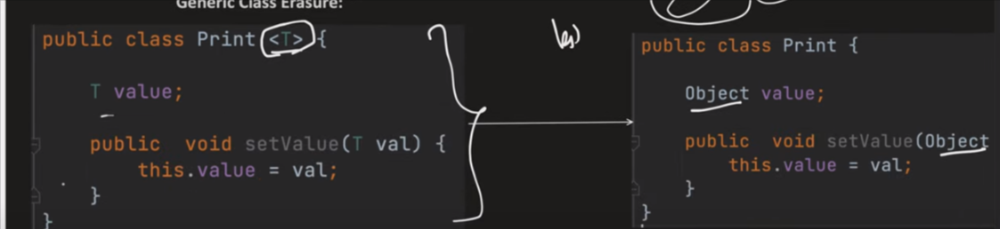 Generic Class Erasure:
public class Print <T> {
T value;
public void setValue(T val) {
this.value = val;
}
}
public class Print {
Object value;
public void setValue(Object
this.value = val;
}
}